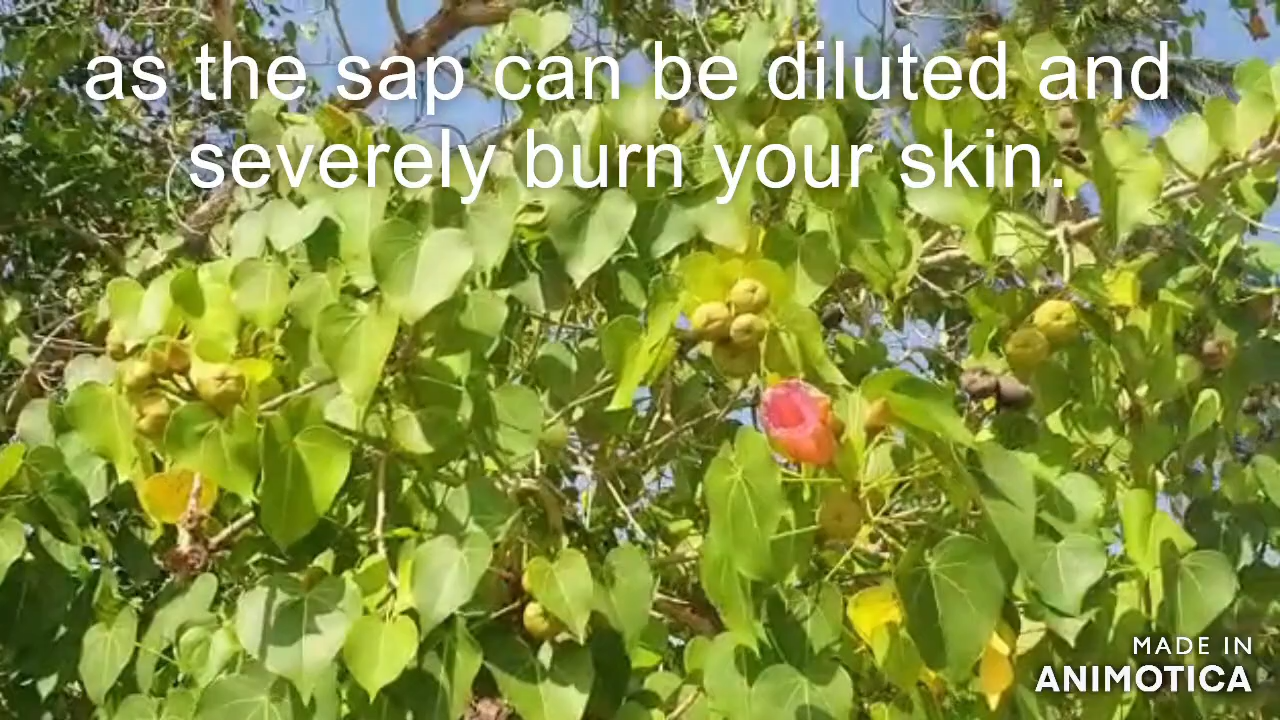 as the sap can be diluted and
severely burn your skin.
MADE IN
ANIMOTICA